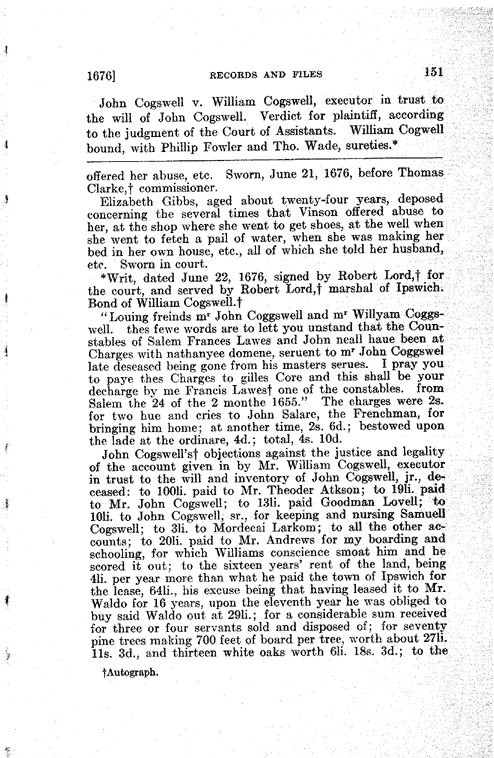 1676] RECORDS AND FILES 151
John Cogswell v. William Cogswell, executor in trust to
the will of John Cogswell. Verdict for plaintiff, according
to the judgment of the Court of Assistants. William Cogwell
bound, with Phillip Fowler and Tho. Wade, sureties.*
offered her abuse, etc. Sworn, June 21, 1676, before Thomas
Clarke,† commissioner.
Elizabeth Gibbs, aged about twenty-four years, deposed
concerning the several times that Vinson offered abuse to
her, at the shop where she went to get shoes, at the well when
she went to fetch a pail of water, when she was making her
bed in her own house, etc., all of which she told her husband,
etc. Sworn in court.
*Writ, dated June 22, 1676, signed by Robert Lord,† for
the court, and served by Robert Lord,† marshal of Ipswich.
Bond of William Cogswell.†
"Louing freinds mʳ John Coggswell and mʳ Willyam Coggs-
well. thes fewe words are to lett you unstand that the Coun-
stables of Salem Frances Lawes and John neall haue been at
Charges with nathanyee domene, seruent to mʳ John Coggswel
late deseased being gone from his masters serues. I pray you
to paye thes Charges to gilles Core and this shall be your
decharge by me Francis Lawes† one of the constables. from
Salem the 24 of the 2 monthe 1655." The charges were 2s.
for two hue and cries to John Salare, the Frenchman, for
bringing him home; at another time, 2s. 6d.; bestowed upon
the lade at the ordinare, 4d.; total, 4s. 10d.
John Cogswell's† objections against the justice and legality
of the account given in by Mr. William Cogswell, executor
in trust to the will and inventory of John Cogswell, jr., de-
ceased: to 100li. paid to Mr. Theoder Atkson; to 19li. paid
to Mr. John Cogswell; to 13li. paid Goodman Lovell; to
10li. to John Cogswell, sr., for keeping and nursing Samuell
Cogswell; to 3li. to Mordecai Larkom; to all the other ac-
counts; to 20li. paid to Mr. Andrews for my boarding and
schooling, for which Williams conscience smoat him and he
scored it out; to the sixteen years' rent of the land, being
4li. per year more than what he paid the town of Ipswich for
the lease, 64li., his excuse being that having leased it to Mr.
Waldo for 16 years, upon the eleventh year he was obliged to
buy said Waldo out at 29li.; for a considerable sum received
for three or four servants sold and disposed of; for seventy
pine trees making 700 feet of board per tree, worth about 27li.
11s. 3d., and thirteen white oaks worth 6li. 18s. 3d.; to the
†Autograph.